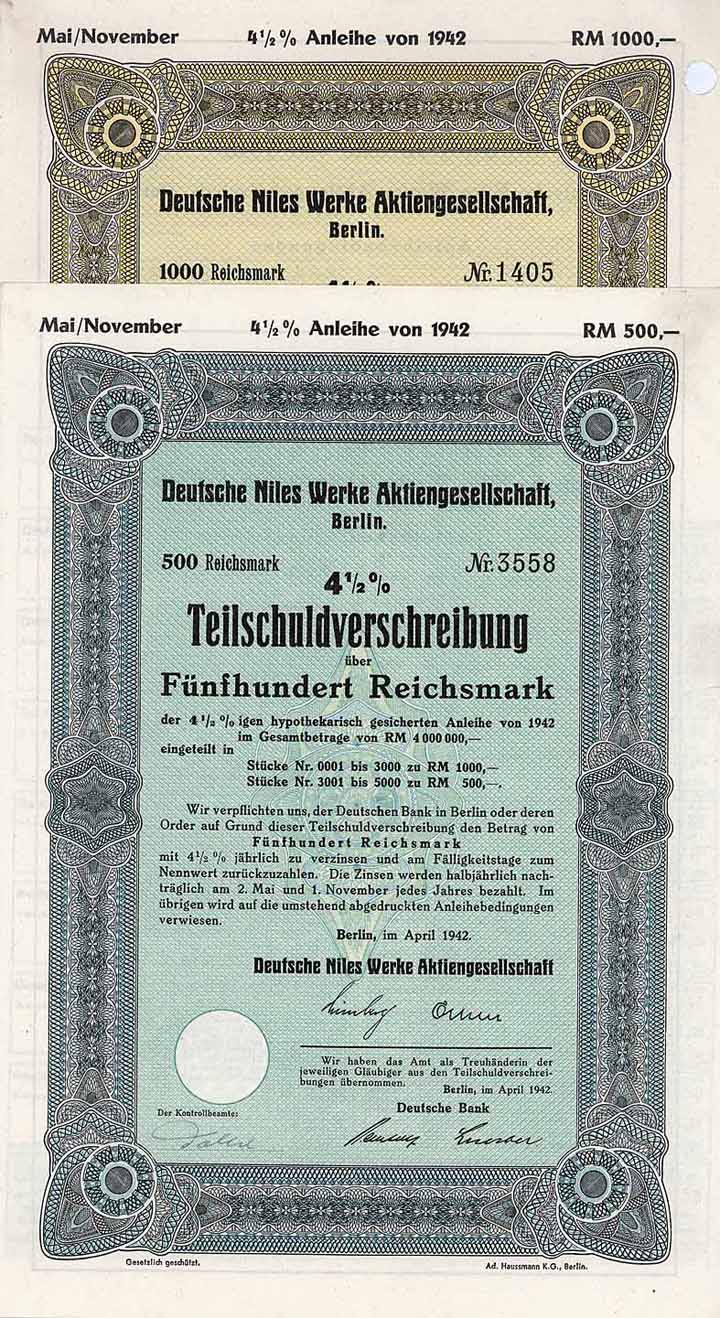 Mai/November 4½% Anleihe von 1942 RM 1000,—
Deutsche Niles Werke Aktiengesellschaft,
Berlin.
1000 Reichsmark Nr. 1405
Mai/November 4½% Anleihe von 1942 RM 500,—
Deutsche Niles Werke Aktiengesellschaft,
Berlin.
500 Reichsmark Nr. 3558
4½%
Teilschuldverschreibung
über
Fünfhundert Reichsmark
der 4½%igen hypothekarisch gesicherten Anleihe von 1942
im Gesamtbetrage von RM 4 000 000,—
eingeteilt in
Stücke Nr. 0001 bis 3000 zu RM 1000,—
Stücke Nr. 3001 bis 5000 zu RM 500,—.
Wir verpflichten uns, der Deutschen Bank in Berlin oder deren
Order auf Grund dieser Teilschuldverschreibung den Betrag von
Fünfhundert Reichsmark
mit 4½% jährlich zu verzinsen und am Fälligkeitstage zum
Nennwert zurückzuzahlen. Die Zinsen werden halbjährlich nach-
träglich am 2. Mai und 1. November jedes Jahres bezahlt. Im
übrigen wird auf die umstehend abgedruckten Anleihebedingungen
verwiesen.
Berlin, im April 1942.
Deutsche Niles Werke Aktiengesellschaft
Wir haben das Amt als Treuhänderin der
jeweiligen Gläubiger aus den Teilschuldverschrei-
bungen übernommen.
Berlin, im April 1942.
Deutsche Bank
Der Kontrollbeamte:
Gesetzlich geschützt.
Ad. Haussmann K.G., Berlin.